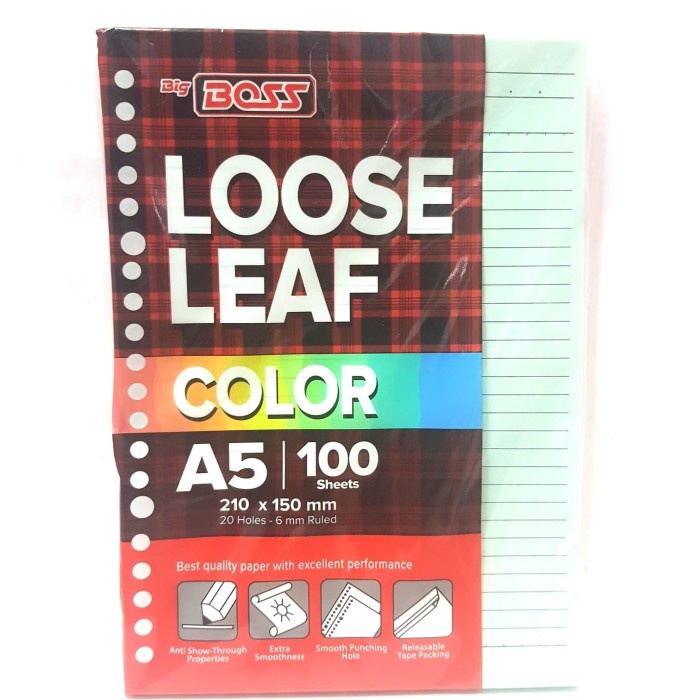 Big BOSS
LOOSE
LEAF
COLOR
A5 | 100
Sheets
210 x 150 mm
20 Holes - 6 mm Ruled
Best quality paper with excellent performance
Anti Show-Through
Properties
Extra
Smoothness
Smooth Punching
Hole
Releasable
Tape Packing